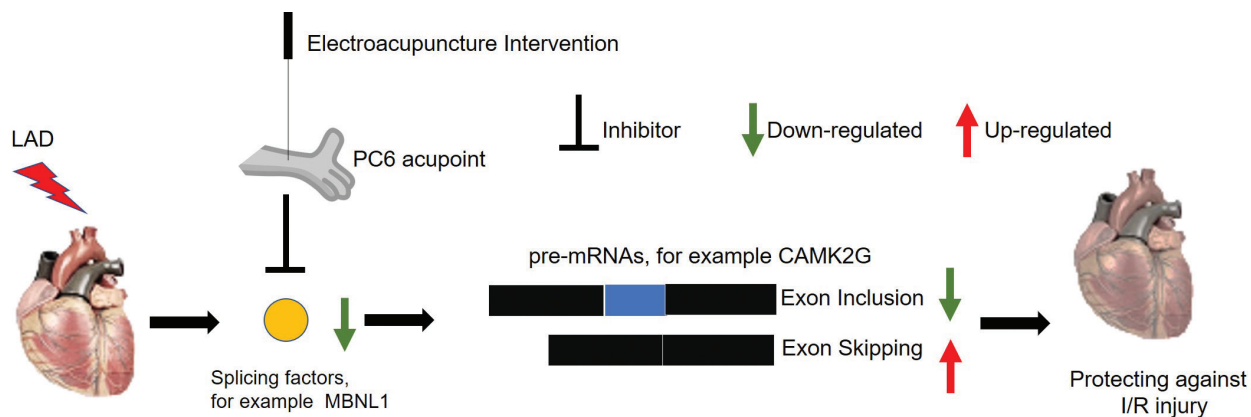 Electroacupuncture Intervention
LAD
PC6 acupoint
Inhibitor
Down-regulated
Up-regulated
pre-mRNAs, for example CAMK2G
Exon Inclusion
Exon Skipping
Splicing factors,
for example MBNL1
Protecting against
I/R injury